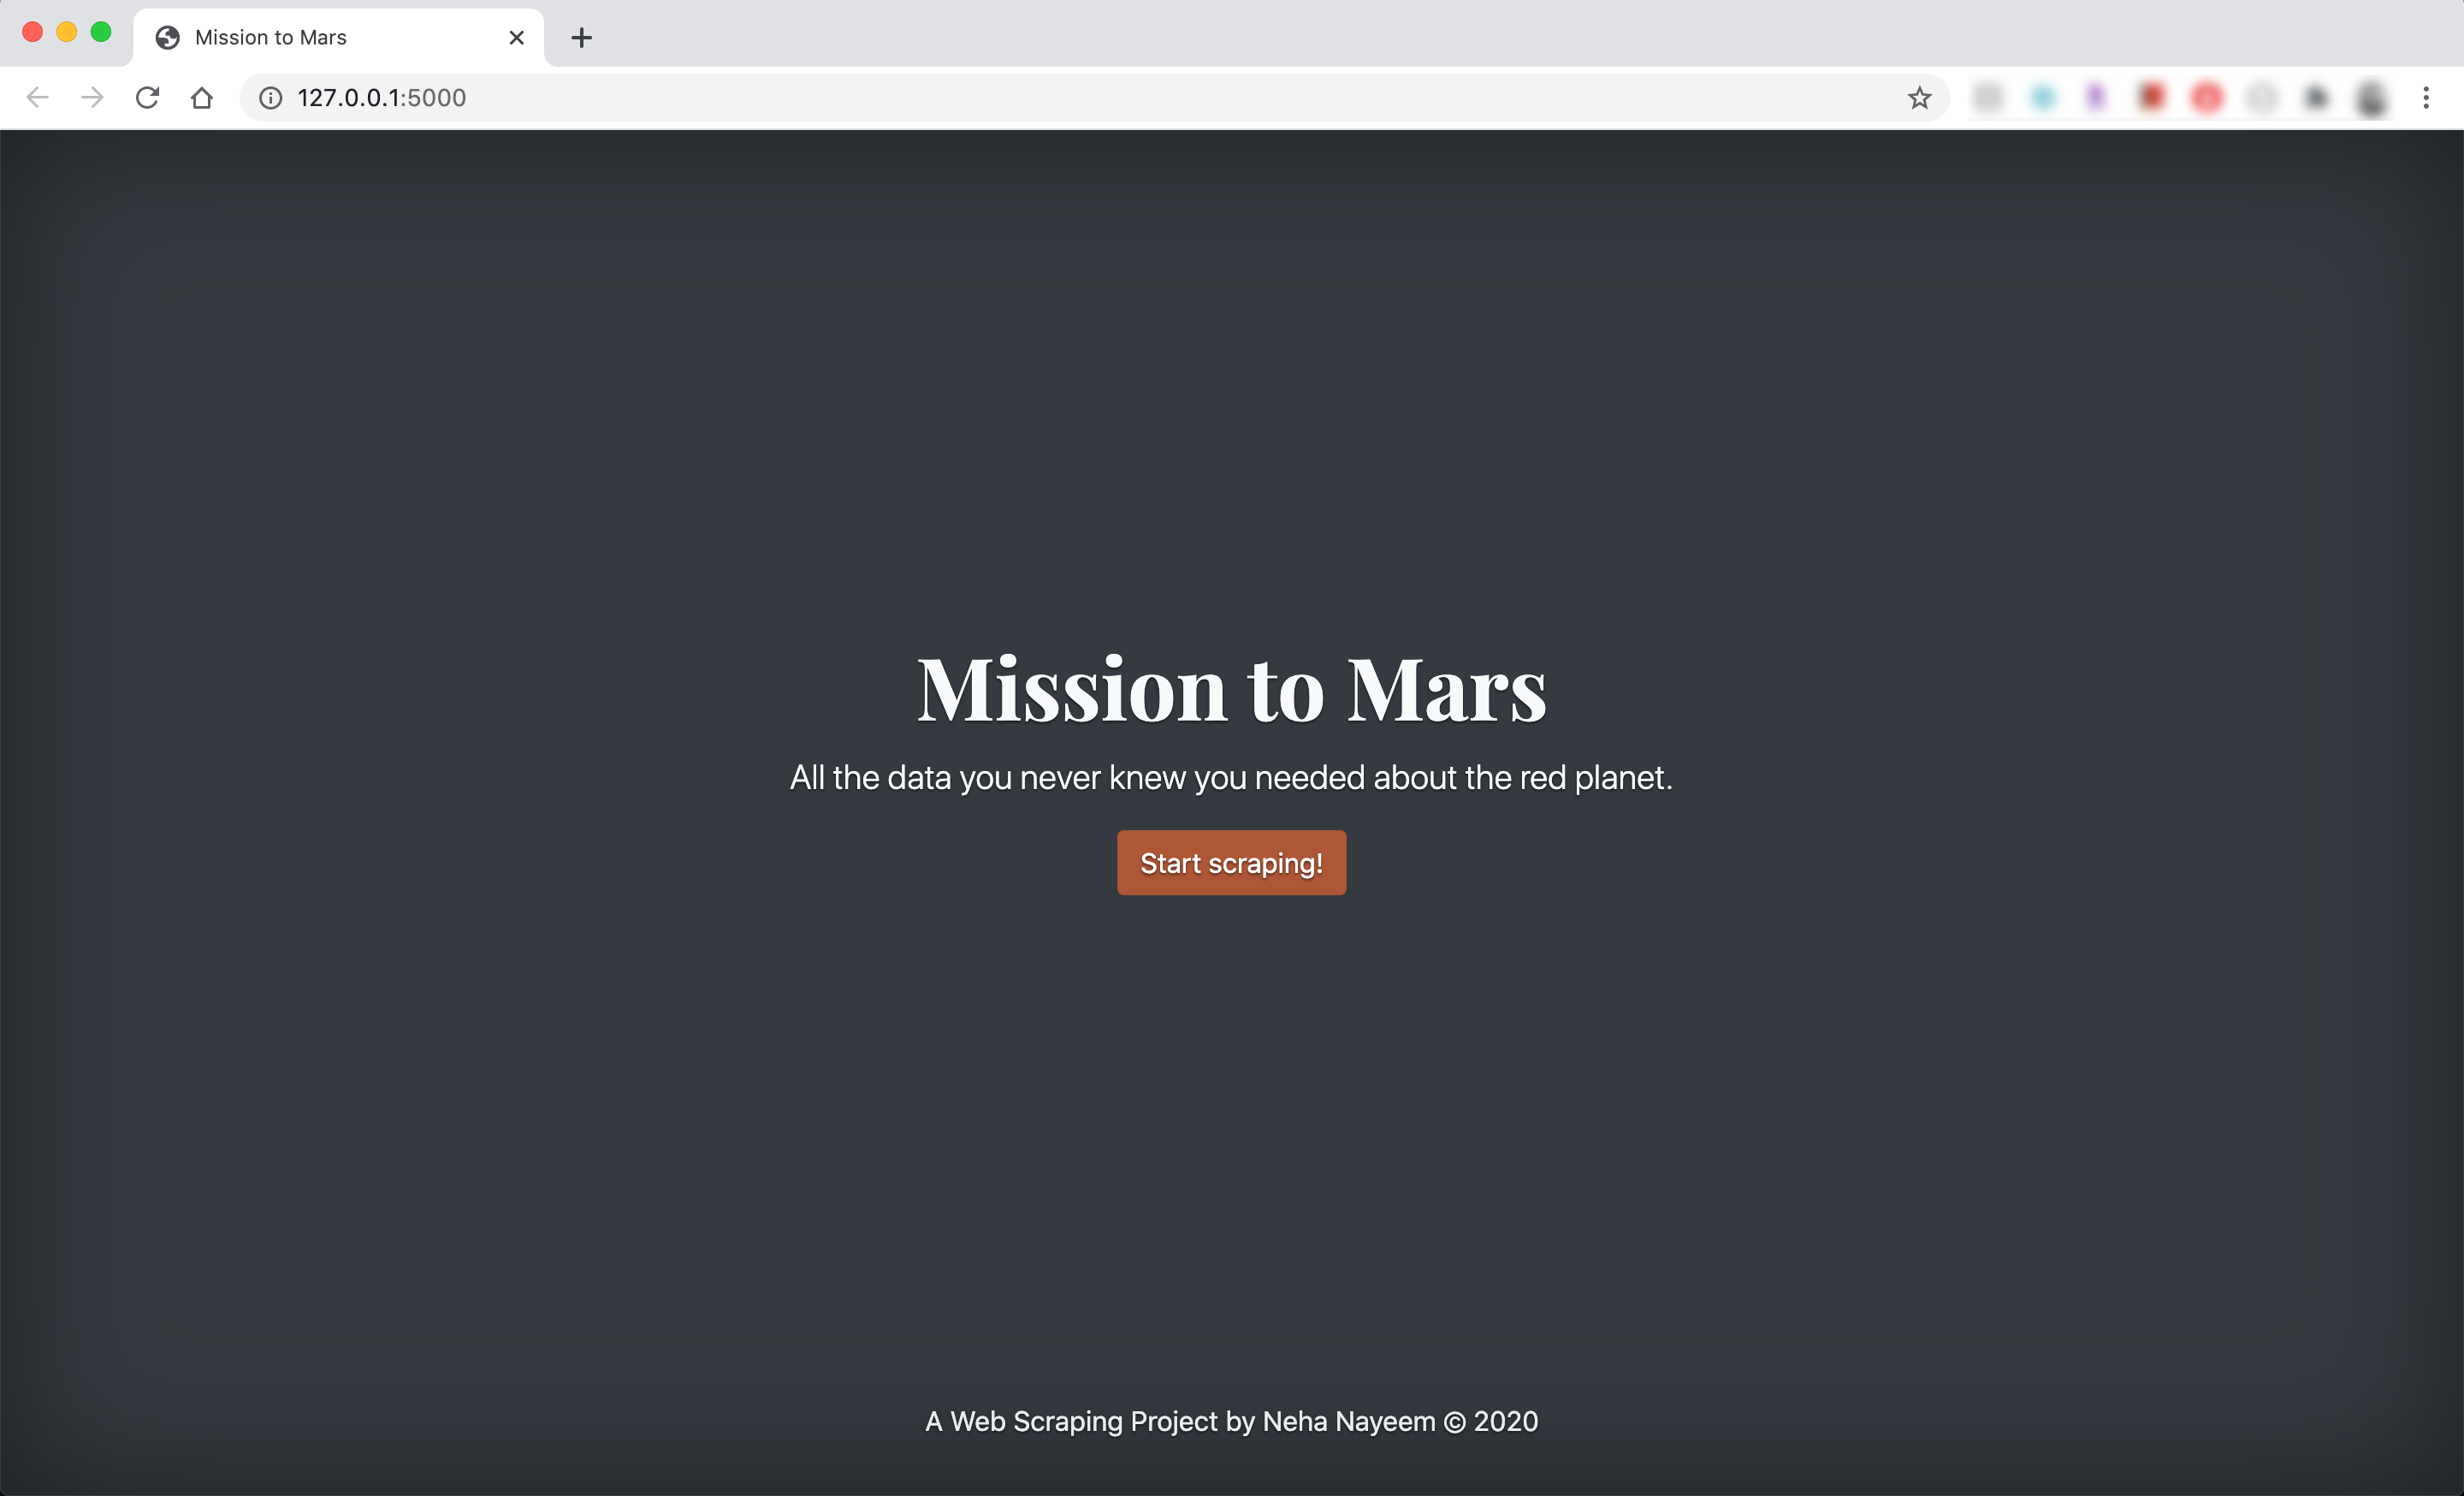 Mission to Mars
127.0.0.1:5000
Mission to Mars
All the data you never knew you needed about the red planet.
Start scraping!
A Web Scraping Project by Neha Nayeem © 2020